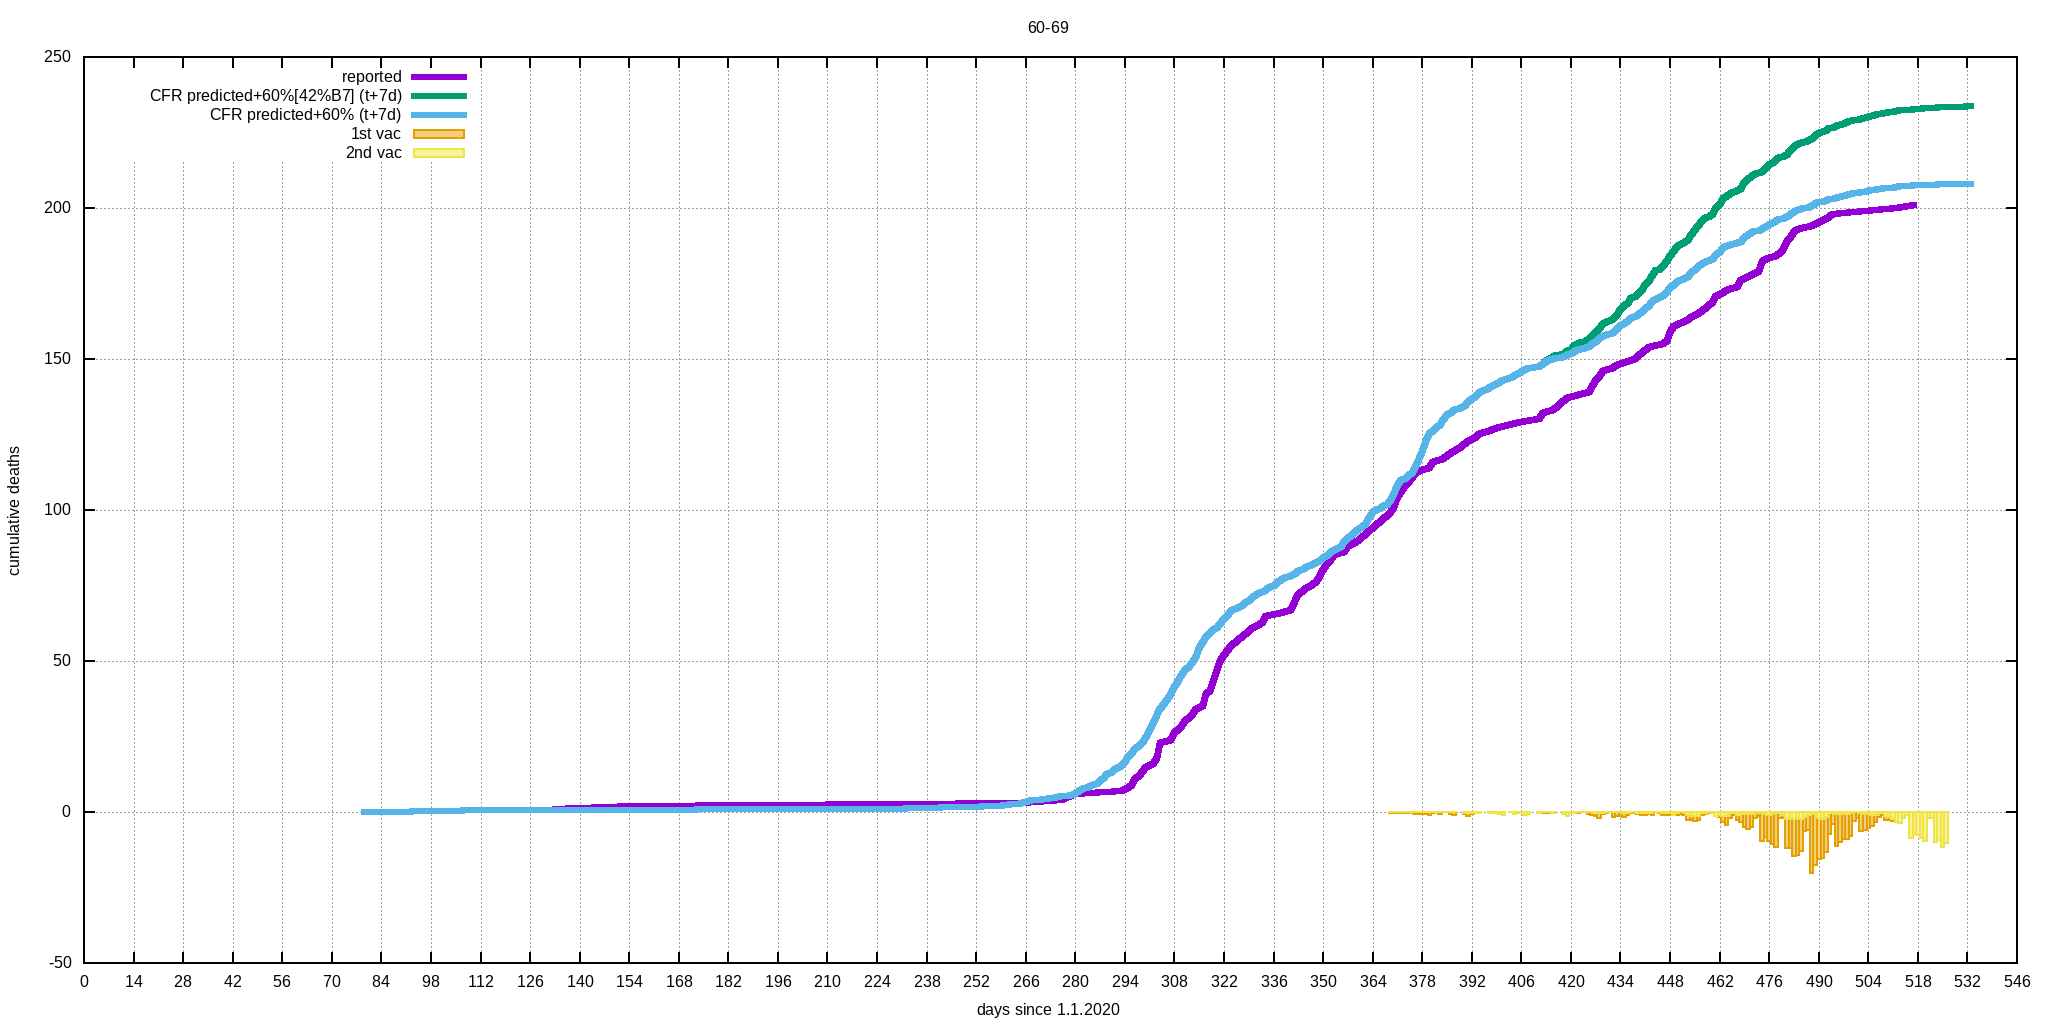 60-69
250
200
150
100
50
0
-50
cumulative deaths
reported
CFR predicted+60%[42%B7] (t+7d)
CFR predicted+60% (t+7d)
1st vac
2nd vac
0 14 28 42 56 70 84 98 112 126 140 154 168 182 196 210 224 238 252 266 280 294 308 322 336 350 364 378 392 406 420 434 448 462 476 490 504 518 532 546
days since 1.1.2020